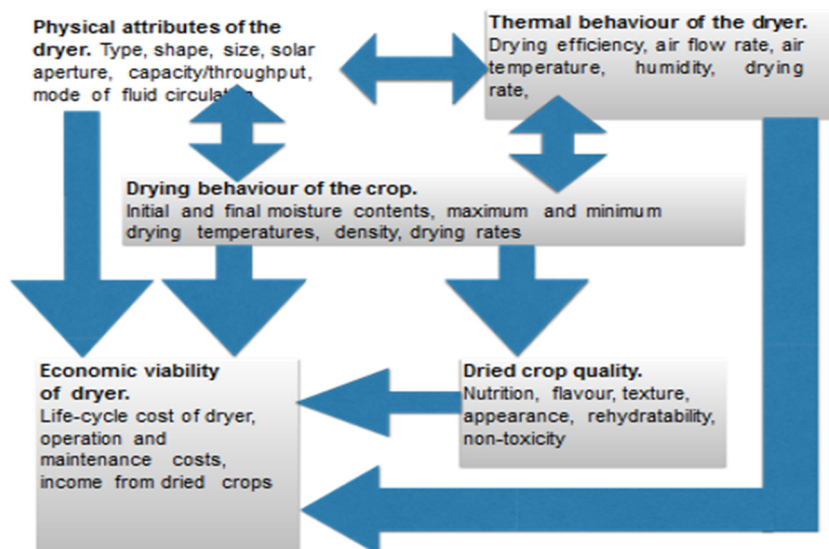 Physical attributes of the
dryer. Type, shape, size, solar
aperture, capacity/throughput,
mode of fluid
Thermal behaviour of the dryer.
Drying efficiency, air flow rate, air
temperature, humidity, drying
rate,
Drying behaviour of the crop.
Initial and final moisture contents, maximum and minimum
drying temperatures, density, drying rates
Economic viability
of dryer.
Life-cycle cost of dryer,
operation and
maintenance costs,
income from dried crops
Dried crop quality.
Nutrition, flavour, texture,
appearance, rehydratability,
non-toxicity